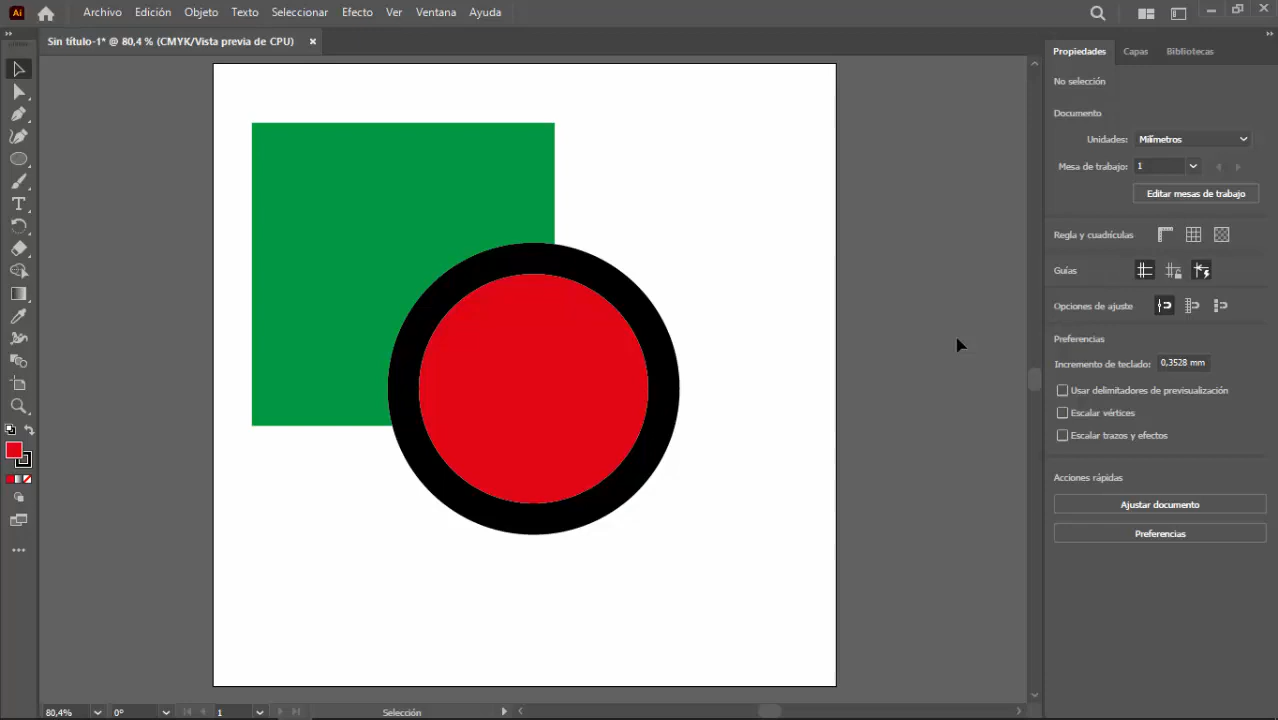 Ai
Archivo Edición Objeto Texto Seleccionar Efecto Ver Ventana Ayuda
Sin título-1* @ 80,4 % (CMYK/Vista previa de CPU) ×
Propiedades Capas Bibliotecas
No selección
Documento
Unidades: Milímetros
Mesa de trabajo: 1
Editar mesas de trabajo
Regla y cuadrículas
Guías
Opciones de ajuste
Preferencias
Incremento de teclado: 0,3528 mm
Usar delimitadores de previsualización
Escalar vértices
Escalar trazos y efectos
Acciones rápidas
Ajustar documento
Preferencias
80,4% 0° 1 Selección